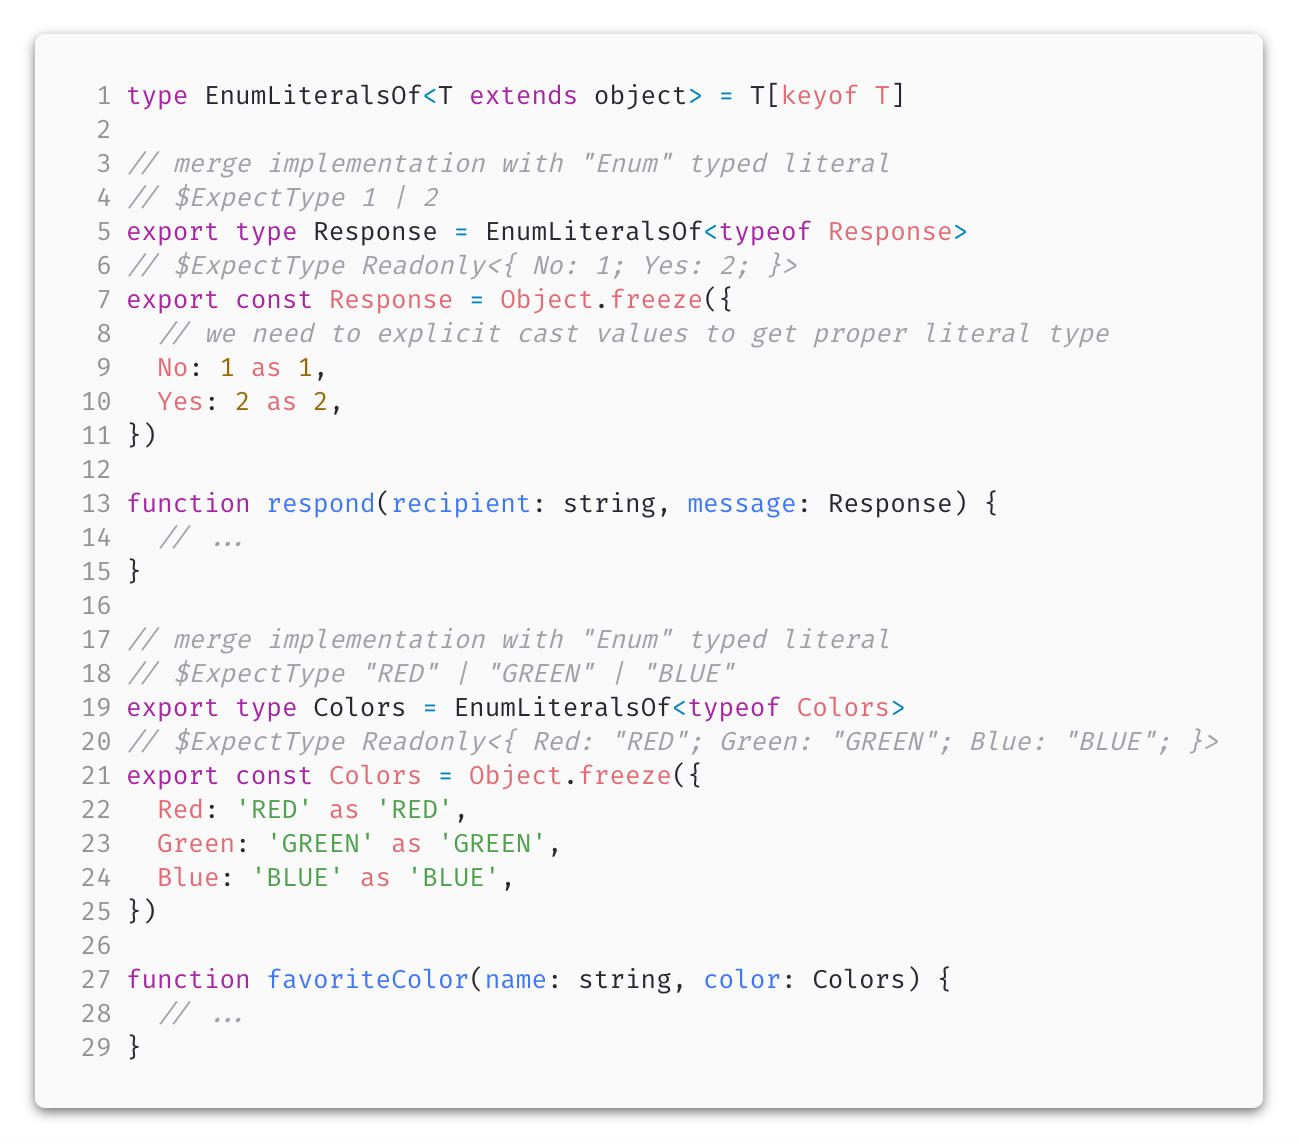 1 type EnumLiteralsOf<T extends object> = T[keyof T]
2
3 // merge implementation with "Enum" typed literal
4 // $ExpectType 1 | 2
5 export type Response = EnumLiteralsOf<typeof Response>
6 // $ExpectType Readonly<{ No: 1; Yes: 2; }>
7 export const Response = Object.freeze({
8   // we need to explicit cast values to get proper literal type
9   No: 1 as 1,
10   Yes: 2 as 2,
11 })
12
13 function respond(recipient: string, message: Response) {
14   // ...
15 }
16
17 // merge implementation with "Enum" typed literal
18 // $ExpectType "RED" | "GREEN" | "BLUE"
19 export type Colors = EnumLiteralsOf<typeof Colors>
20 // $ExpectType Readonly<{ Red: "RED"; Green: "GREEN"; Blue: "BLUE"; }>
21 export const Colors = Object.freeze({
22   Red: 'RED' as 'RED',
23   Green: 'GREEN' as 'GREEN',
24   Blue: 'BLUE' as 'BLUE',
25 })
26
27 function favoriteColor(name: string, color: Colors) {
28   // ...
29 }